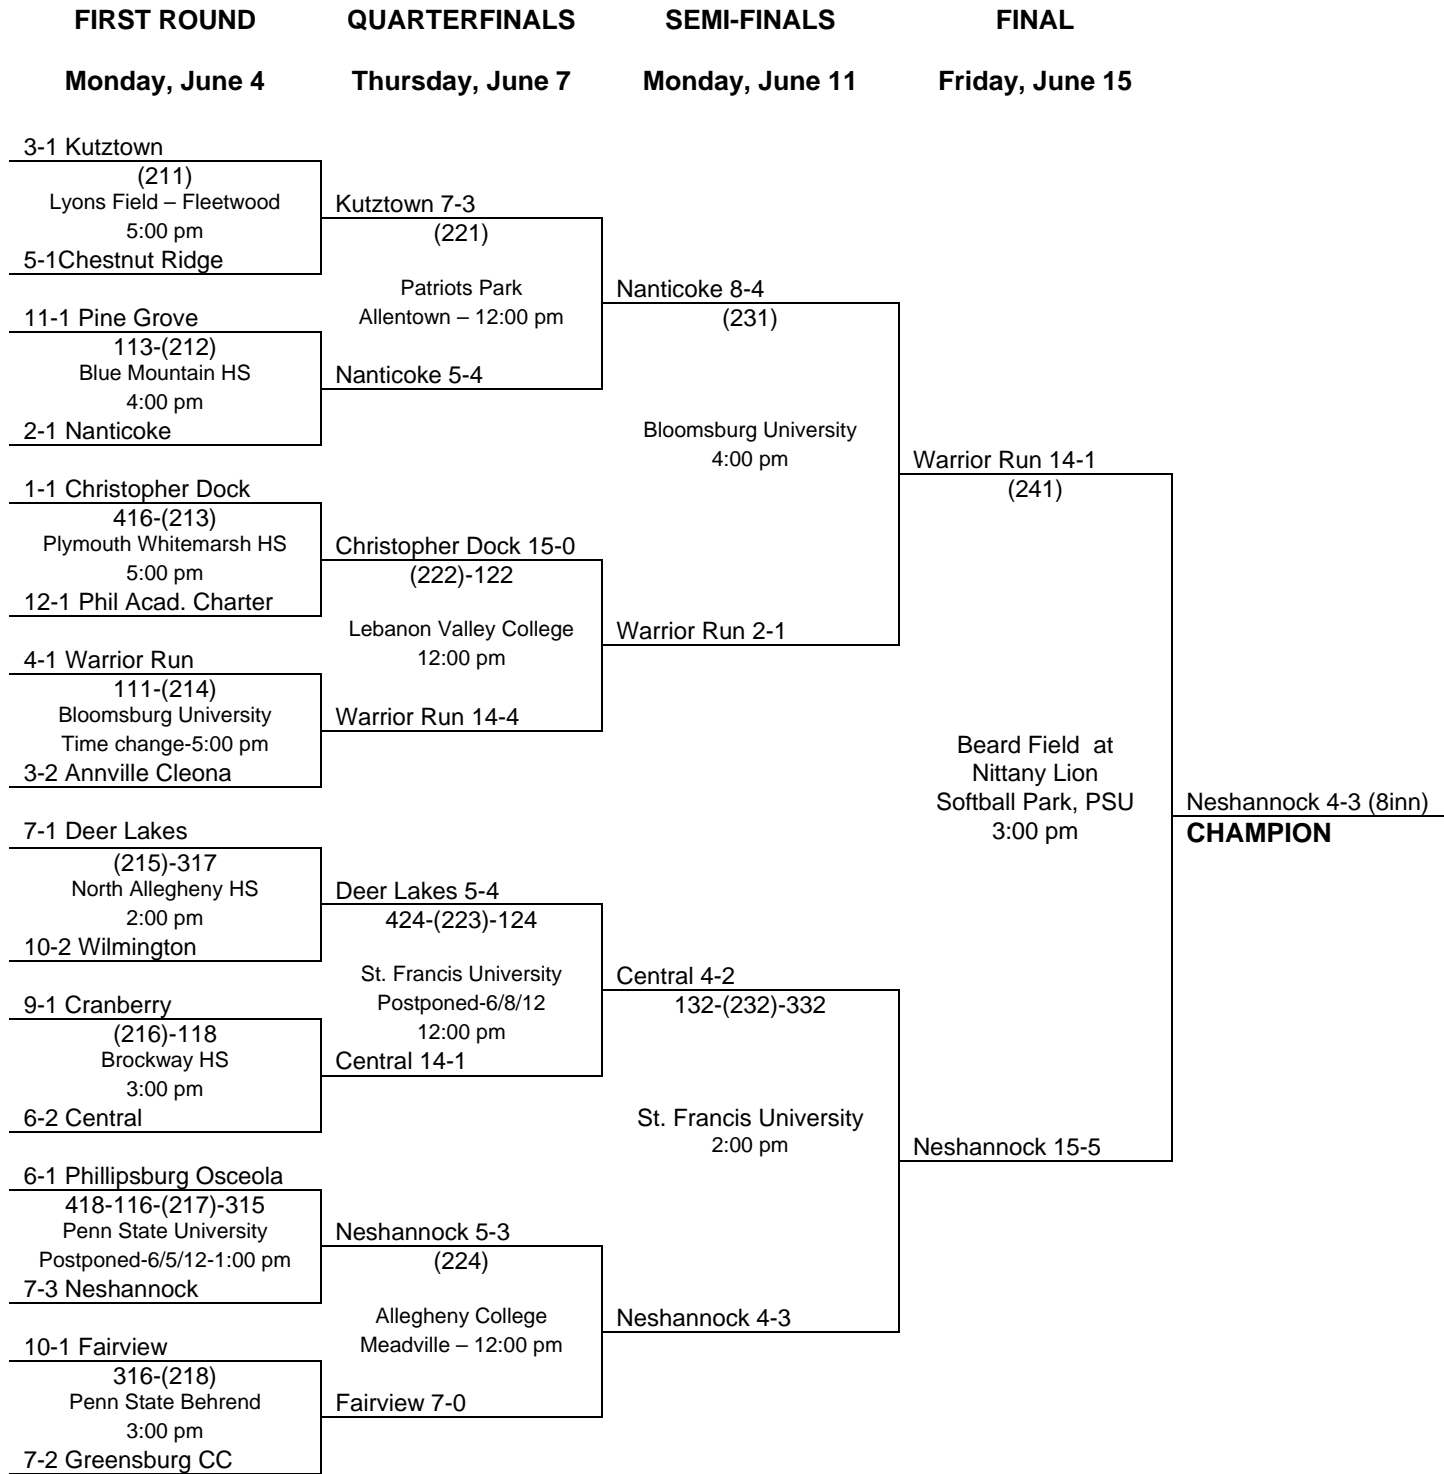 FIRST ROUND
Monday, June 4
QUARTERFINALS
Thursday, June 7
SEMI-FINALS
Monday, June 11
FINAL
Friday, June 15
3-1 Kutztown
(211)
Lyons Field – Fleetwood
5:00 pm
5-1Chestnut Ridge
11-1 Pine Grove
113-(212)
Blue Mountain HS
4:00 pm
2-1 Nanticoke
1-1 Christopher Dock
416-(213)
Plymouth Whitemarsh HS
5:00 pm
12-1 Phil Acad. Charter
4-1 Warrior Run
111-(214)
Bloomsburg University
Time change-5:00 pm
3-2 Annville Cleona
7-1 Deer Lakes
(215)-317
North Allegheny HS
2:00 pm
10-2 Wilmington
9-1 Cranberry
(216)-118
Brockway HS
3:00 pm
6-2 Central
6-1 Phillipsburg Osceola
418-116-(217)-315
Penn State University
Postponed-6/5/12-1:00 pm
7-3 Neshannock
10-1 Fairview
316-(218)
Penn State Behrend
3:00 pm
7-2 Greensburg CC
Kutztown 7-3
(221)
Patriots Park
Allentown – 12:00 pm
Nanticoke 5-4
Christopher Dock 15-0
(222)-122
Lebanon Valley College
12:00 pm
Warrior Run 14-4
Deer Lakes 5-4
424-(223)-124
St. Francis University
Postponed-6/8/12
12:00 pm
Central 14-1
Neshannock 5-3
(224)
Allegheny College
Meadville – 12:00 pm
Fairview 7-0
Nanticoke 8-4
(231)
Bloomsburg University
4:00 pm
Warrior Run 2-1
Central 4-2
132-(232)-332
St. Francis University
2:00 pm
Neshannock 4-3
Warrior Run 14-1
(241)
Beard Field at
Nittany Lion
Softball Park, PSU
3:00 pm
Neshannock 15-5
Neshannock 4-3 (8inn)
CHAMPION